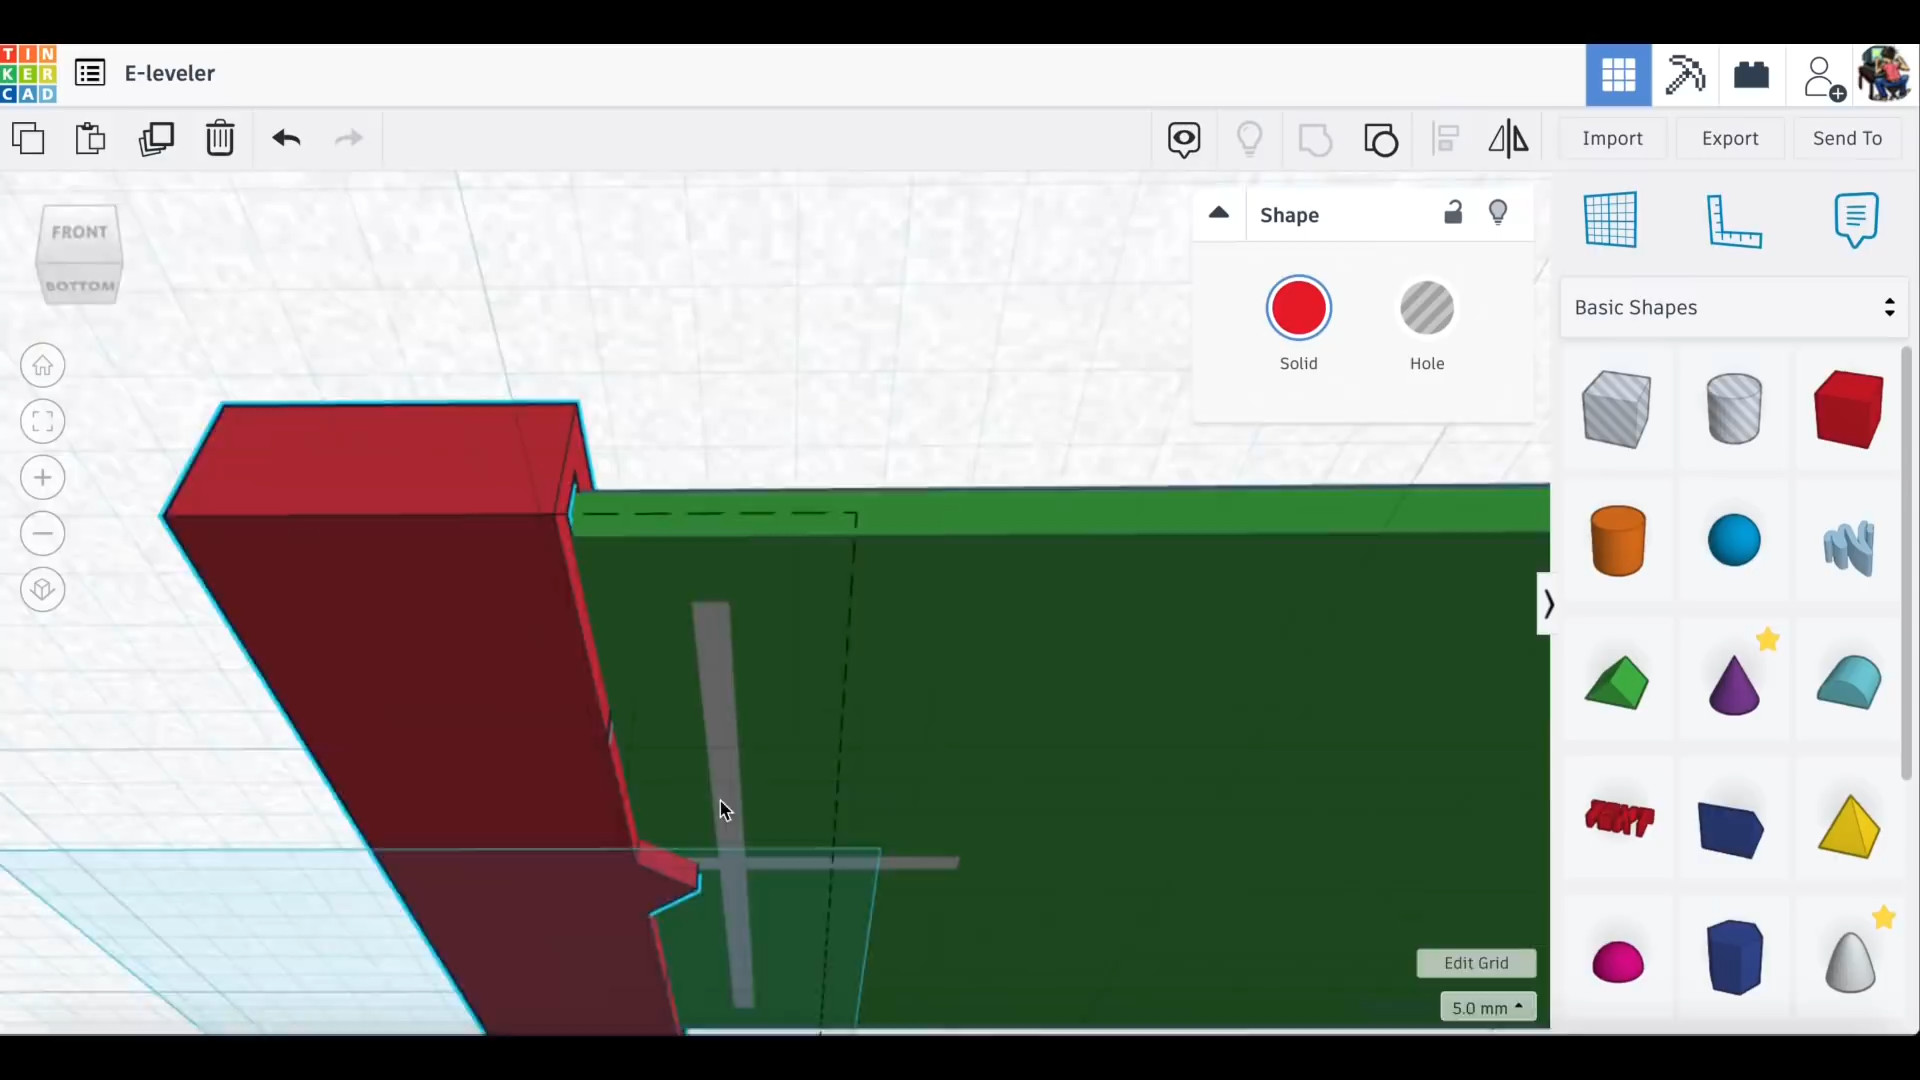 TIN
KER
CAD
E-leveler
Import
Export
Send To
FRONT
BOTTOM
Shape
Solid
Hole
Basic Shapes
TEXT
Edit Grid
5.0 mm